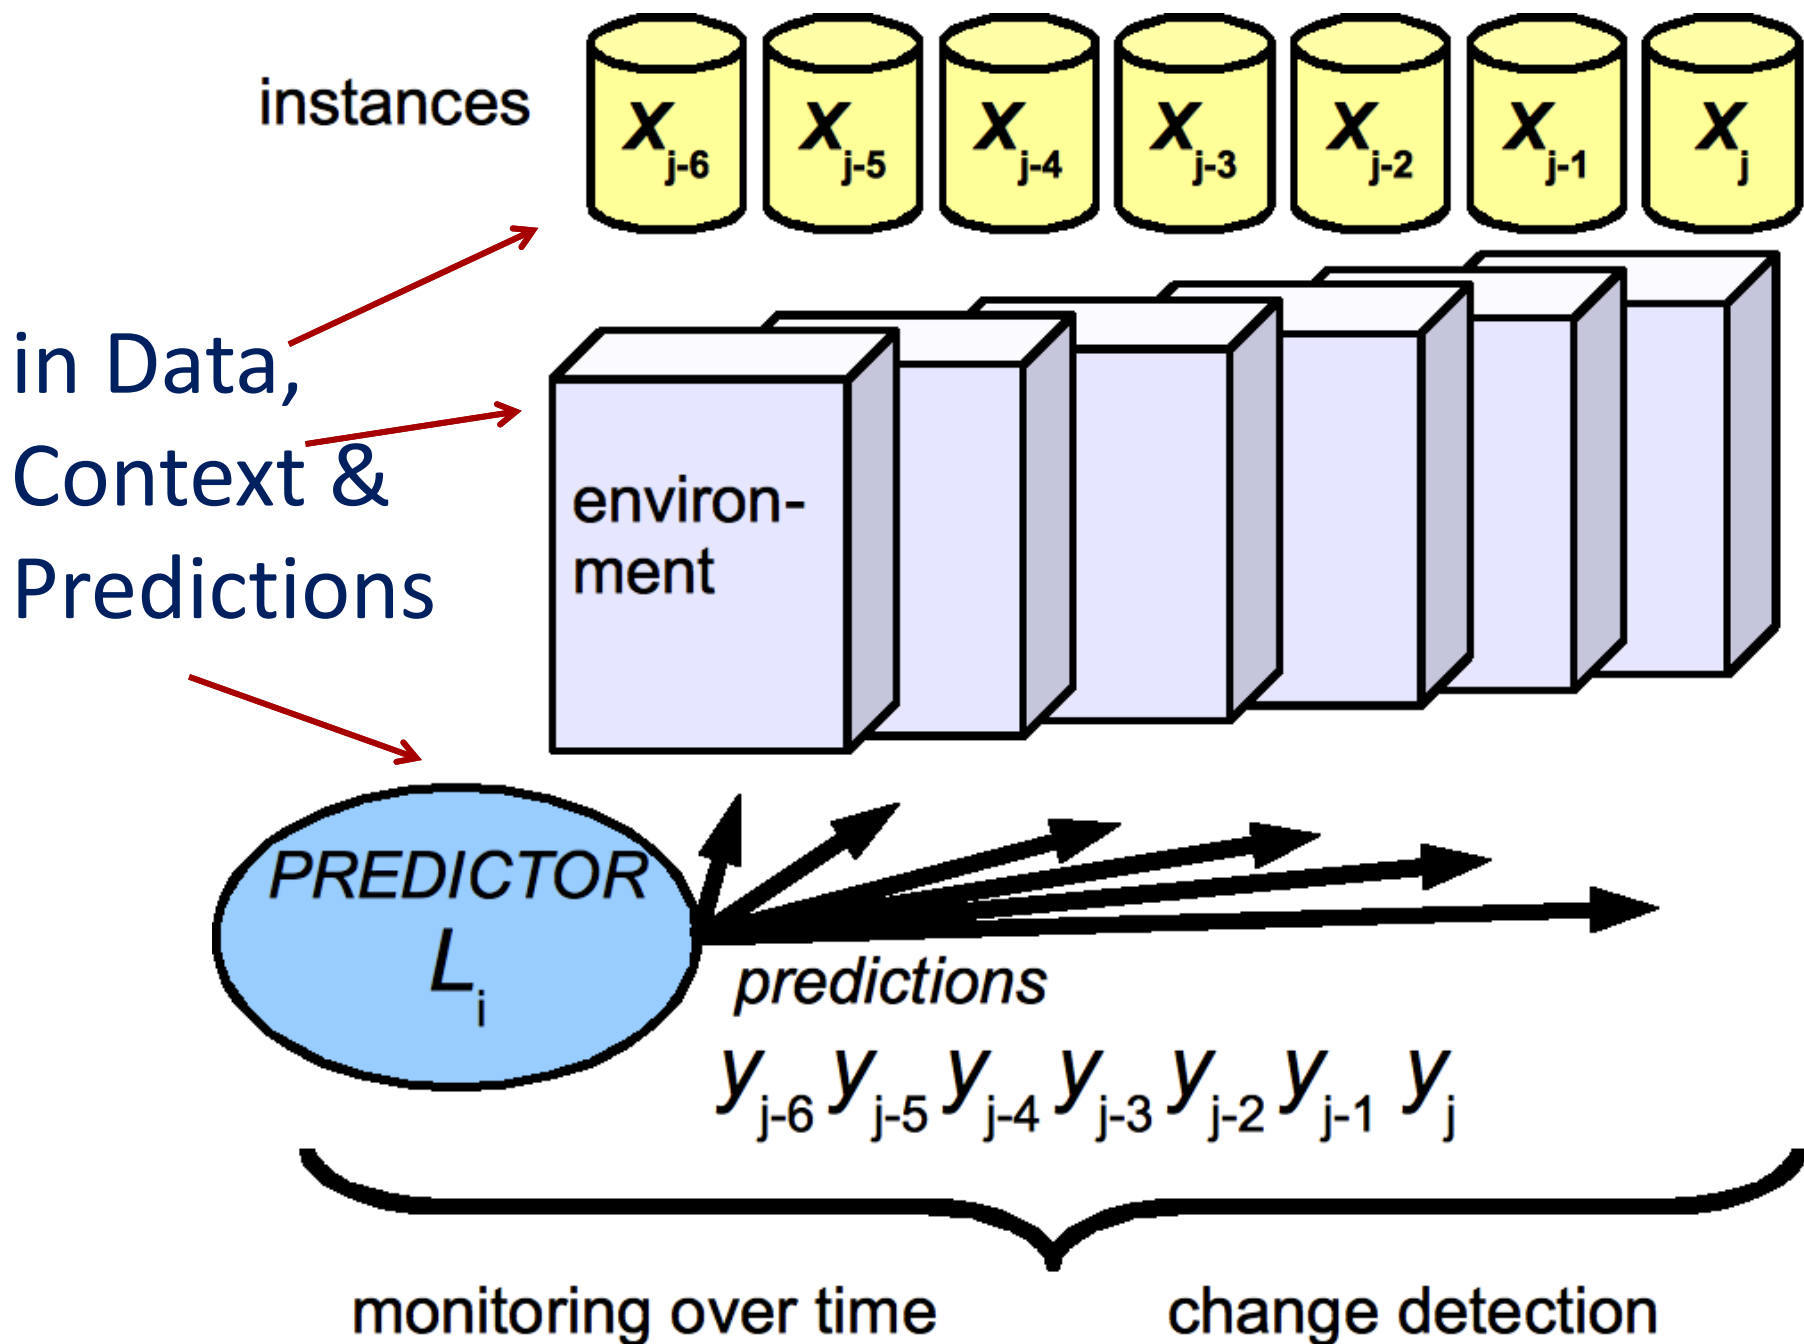 instances
X j-6 X j-5 X j-4 X j-3 X j-2 X j-1 X j
in Data,
Context &
Predictions
environ-
ment
PREDICTOR
L i
predictions
y j-6 y j-5 y j-4 y j-3 y j-2 y j-1 y j
monitoring over time change detection